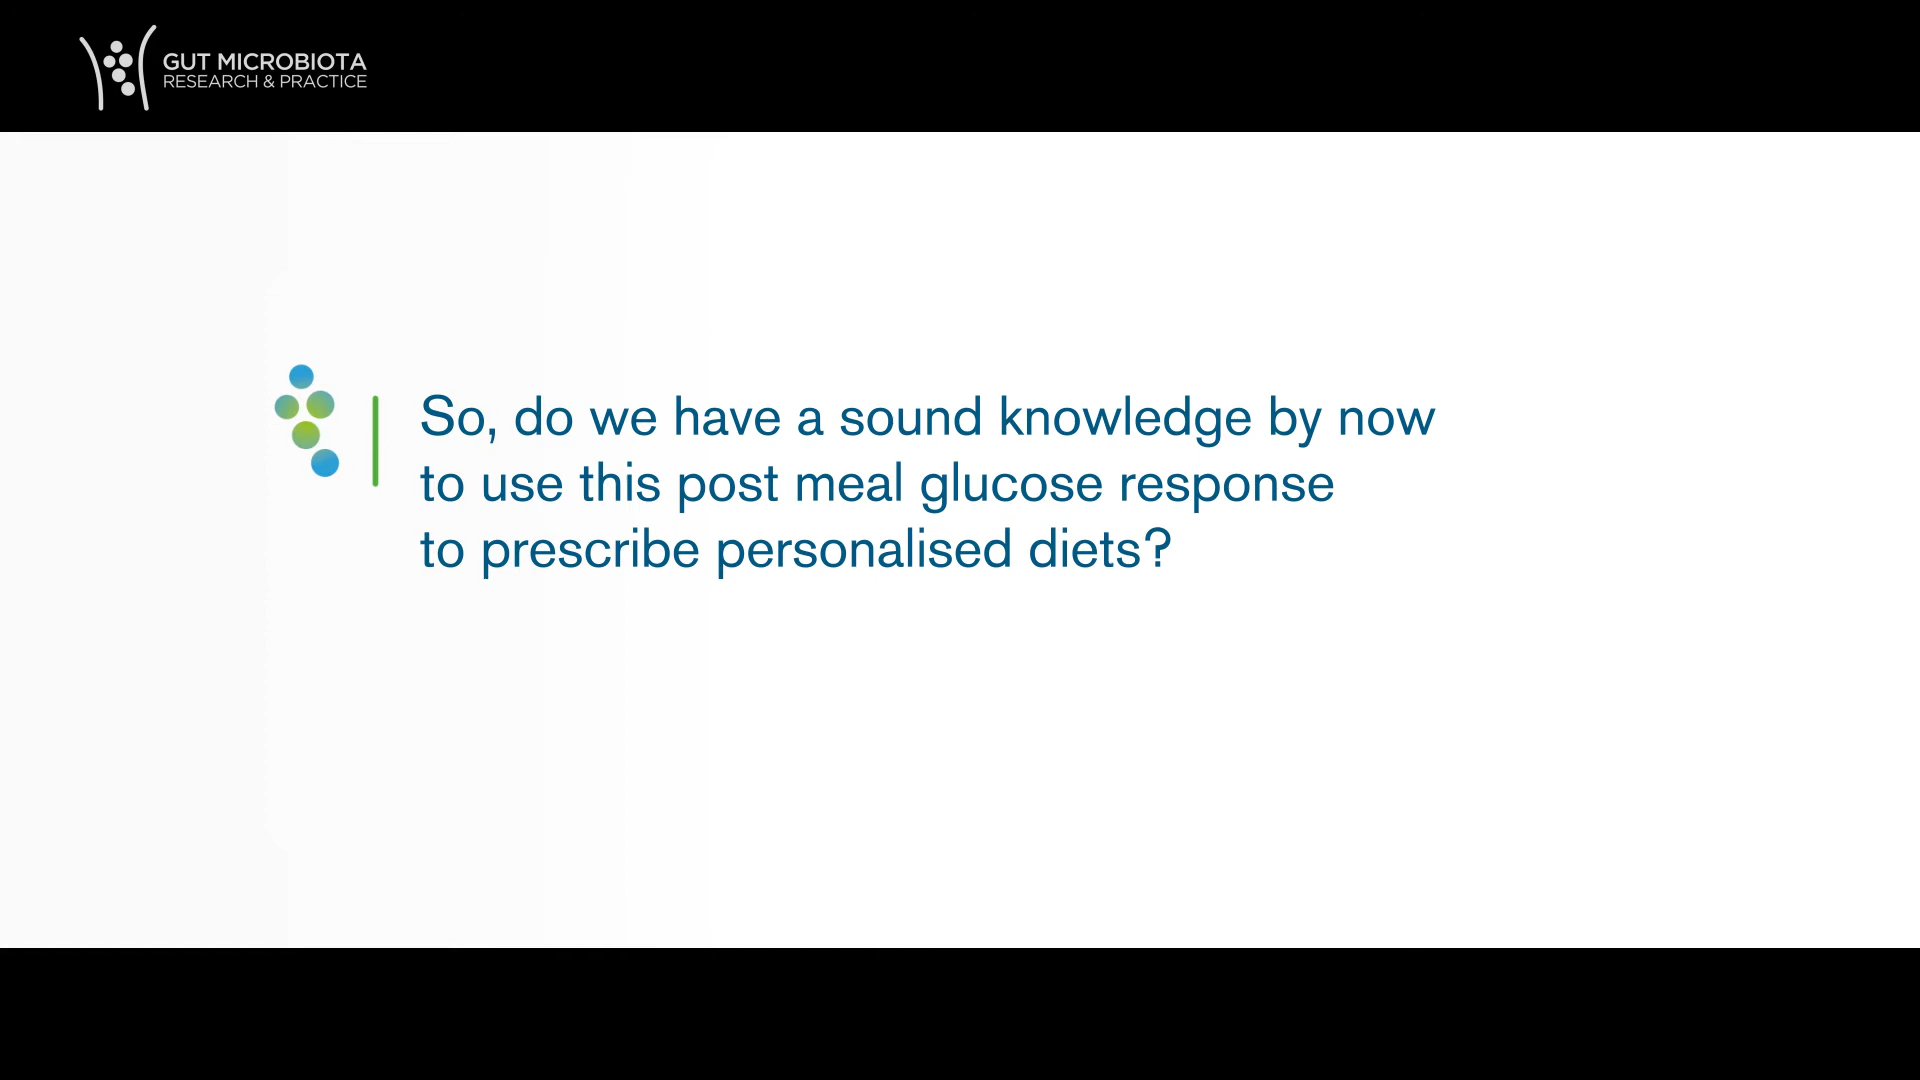 GUT MICROBIOTA
RESEARCH & PRACTICE
So, do we have a sound knowledge by now
to use this post meal glucose response
to prescribe personalised diets?